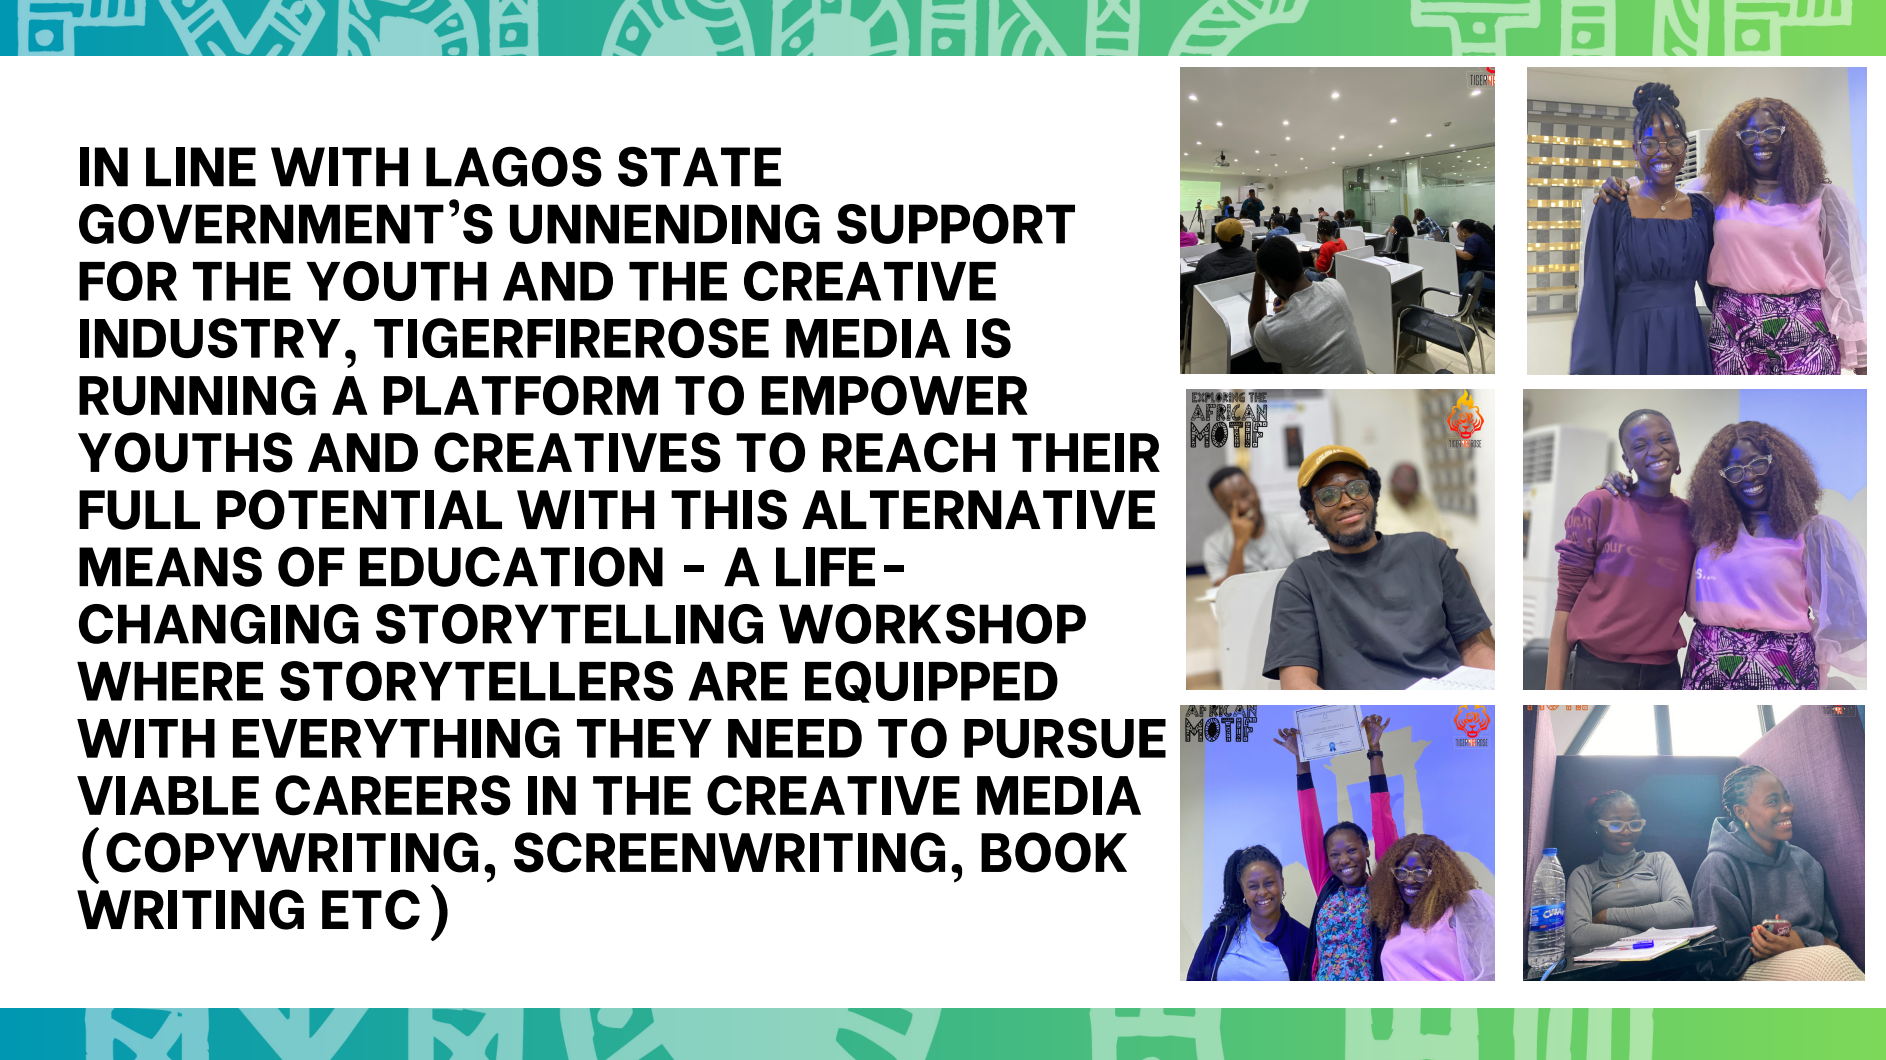 IN LINE WITH LAGOS STATE
GOVERNMENT’S UNNENDING SUPPORT
FOR THE YOUTH AND THE CREATIVE
INDUSTRY, TIGERFIREROSE MEDIA IS
RUNNING A PLATFORM TO EMPOWER
YOUTHS AND CREATIVES TO REACH THEIR
FULL POTENTIAL WITH THIS ALTERNATIVE
MEANS OF EDUCATION - A LIFE-
CHANGING STORYTELLING WORKSHOP
WHERE STORYTELLERS ARE EQUIPPED
WITH EVERYTHING THEY NEED TO PURSUE
VIABLE CAREERS IN THE CREATIVE MEDIA
(COPYWRITING, SCREENWRITING, BOOK
WRITING ETC)
EXPLORING THE
AFRICAN
MOTIF
TIGERFIREROSE
AFRICAN
MOTIF
TIGERFIREROSE